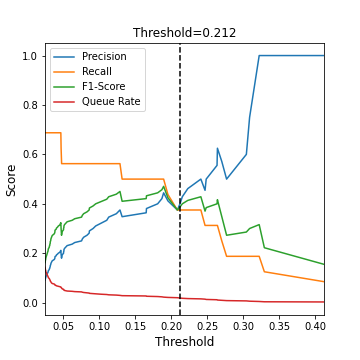 Threshold=0.212
1.0
0.8
0.6
0.4
0.2
0.0
Score
Precision
Recall
F1-Score
Queue Rate
0.05 0.10 0.15 0.20 0.25 0.30 0.35 0.40
Threshold